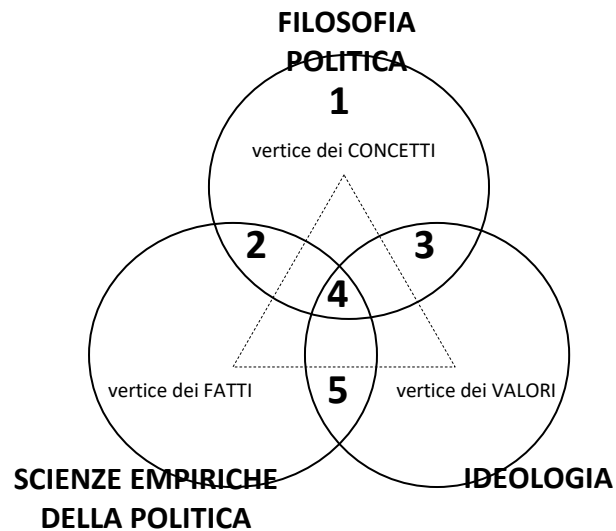 FILOSOFIA
POLITICA
1
vertice dei CONCETTI
2
3
4
vertice dei FATTI
5
vertice dei VALORI
SCIENZE EMPIRICHE
DELLA POLITICA
IDEOLOGIA